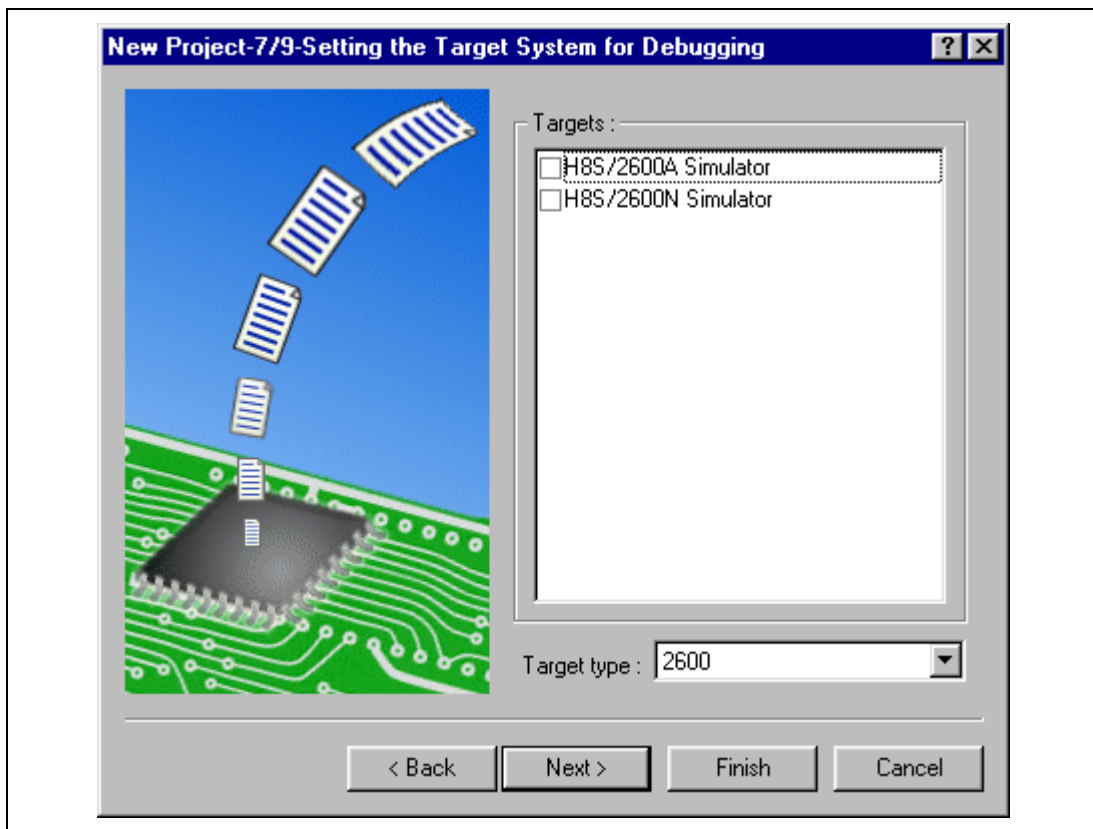 New Project-7/9-Setting the Target System for Debugging
Targets :
H8S/2600A Simulator
H8S/2600N Simulator
Target type : 2600
< Back Next > Finish Cancel